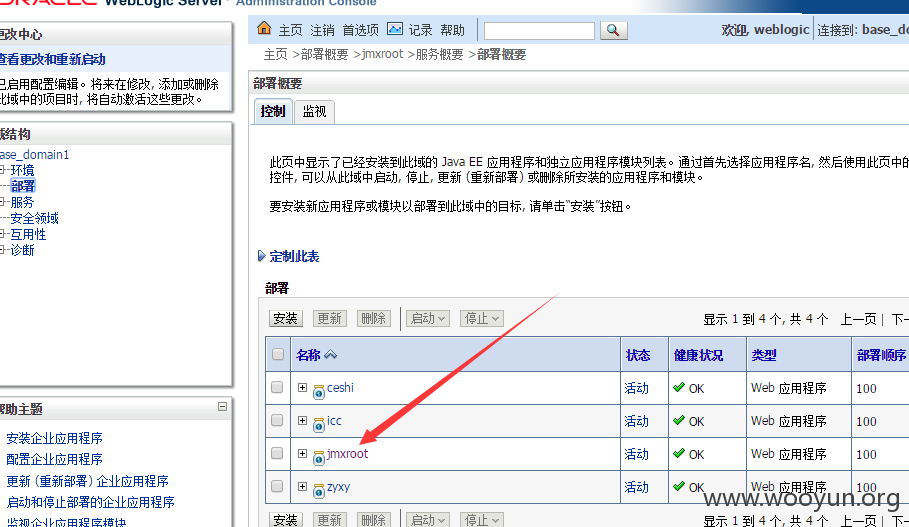 ORACLE WebLogic Server® Administration Console
更改中心
查看更改和重新启动
已启用配置编辑。将来在修改, 添加或删除
此域中的项目时, 将自动激活这些更改。
域结构
base_domain1
环境
部署
服务
安全领域
互用性
诊断
帮助主题
安装企业应用程序
配置企业应用程序
更新 (重新部署) 企业应用程序
启动和停止部署的企业应用程序
监视企业应用程序模块
主页 注销 首选项 记录 帮助
欢迎, weblogic 连接到: base_do
主页 >部署概要 >jmxroot >服务概要 >部署概要
部署概要
控制 监视
此页中显示了已经安装到此域的 Java EE 应用程序和独立应用程序模块列表。通过首先选择应用程序名, 然后使用此页中的
控件, 可以从此域中启动, 停止, 更新 (重新部署) 或删除所安装的应用程序和模块。
要安装新应用程序或模块以部署到此域中的目标, 请单击“安装”按钮。
定制此表
部署
安装 更新 删除 启动 停止 显示 1 到 4 个, 共 4 个 上一页 | 下一
名称 状态 健康状况 类型 部署顺序
ceshi 活动 OK Web 应用程序 100
icc 活动 OK Web 应用程序 100
jmxroot 活动 OK Web 应用程序 100
zyxy 活动 OK Web 应用程序 100
安装 更新 删除 启动 停止 显示 1 到 4 个, 共 4 个 上一页 | 下一
www.wooyun.org